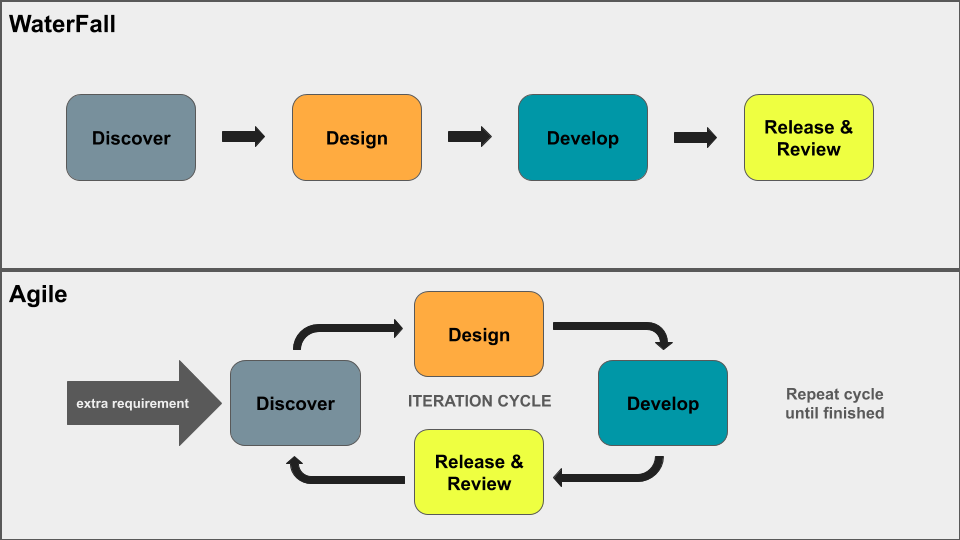 WaterFall
Discover
Design
Develop
Release &
Review
Agile
Design
extra requirement
Discover
ITERATION CYCLE
Develop
Repeat cycle
until finished
Release &
Review